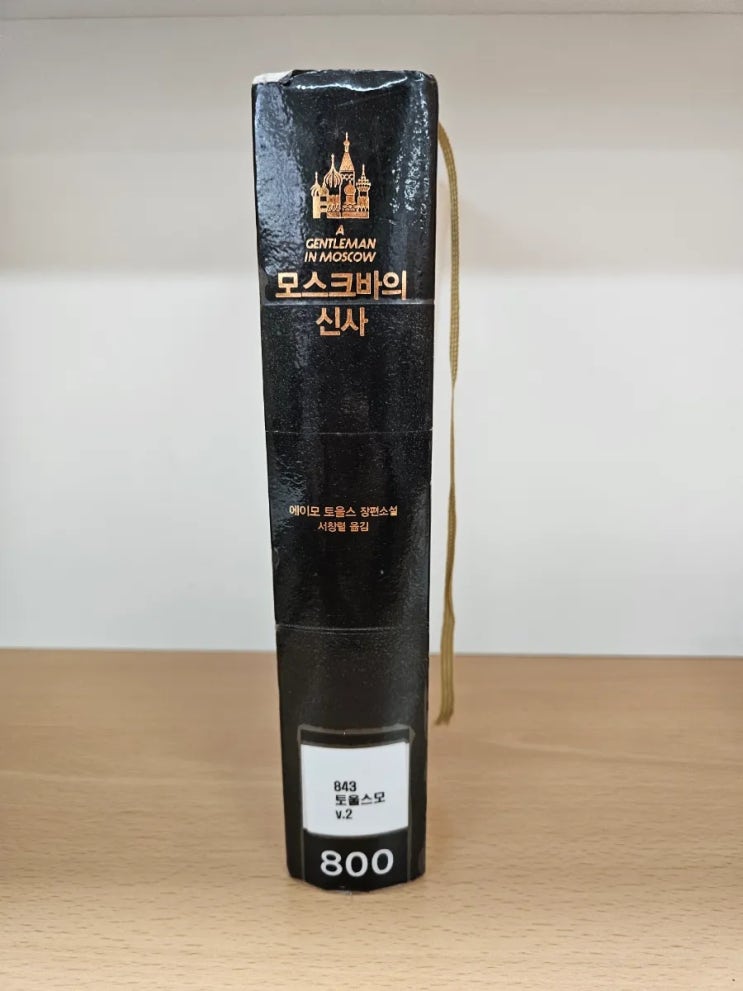 A
GENTLEMAN
IN MOSCOW
모스크바의
신사
에이모 토울스 장편소설
서창렬 옮김
843
토울스모
v.2
800